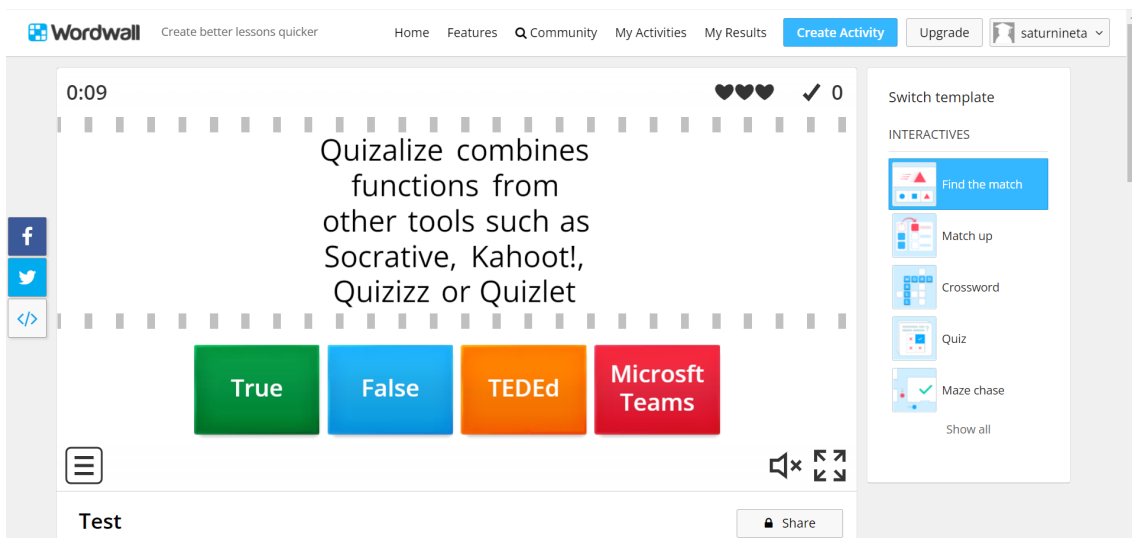 Wordwall Create better lessons quicker Home Features Community My Activities My Results Create Activity Upgrade saturnineta
0:09 0
Quizalize combines
functions from
other tools such as
Socrative, Kahoot!,
Quizizz or Quizlet
True False TEDEd Microsft
Teams
Test Share
Switch template
INTERACTIVES
Find the match
Match up
Crossword
Quiz
Maze chase
Show all